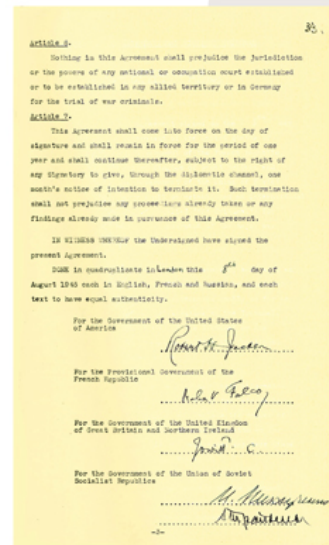 33.
Article 6.
Nothing in this Agreement shall prejudice the jurisdiction
or the powers of any national or occupation court established
or to be established in any allied territory or in Germany
for the trial of war criminals.
Article 7.
This Agreement shall come into force on the day of
signature and shall remain in force for the period of one
year and shall continue thereafter, subject to the right of
any Signatory to give, through the diplomatic channel, one
month's notice of intention to terminate it. Such termination
shall not prejudice any proceedings already taken or any
findings already made in pursuance of this Agreement.
IN WITNESS WHEREOF the Undersigned have signed the
present Agreement.
DONE in quadruplicate in London this 8th day of
August 1945 each in English, French and Russian, and each
text to have equal authenticity.
For the Government of the United States
of America
Robert H. Jackson
For the Provisional Government of the
French Republic
Falco
For the Government of the United Kingdom
of Great Britain and Northern Ireland
Jowitt C.
For the Government of the Union of Soviet
Socialist Republics
-3-